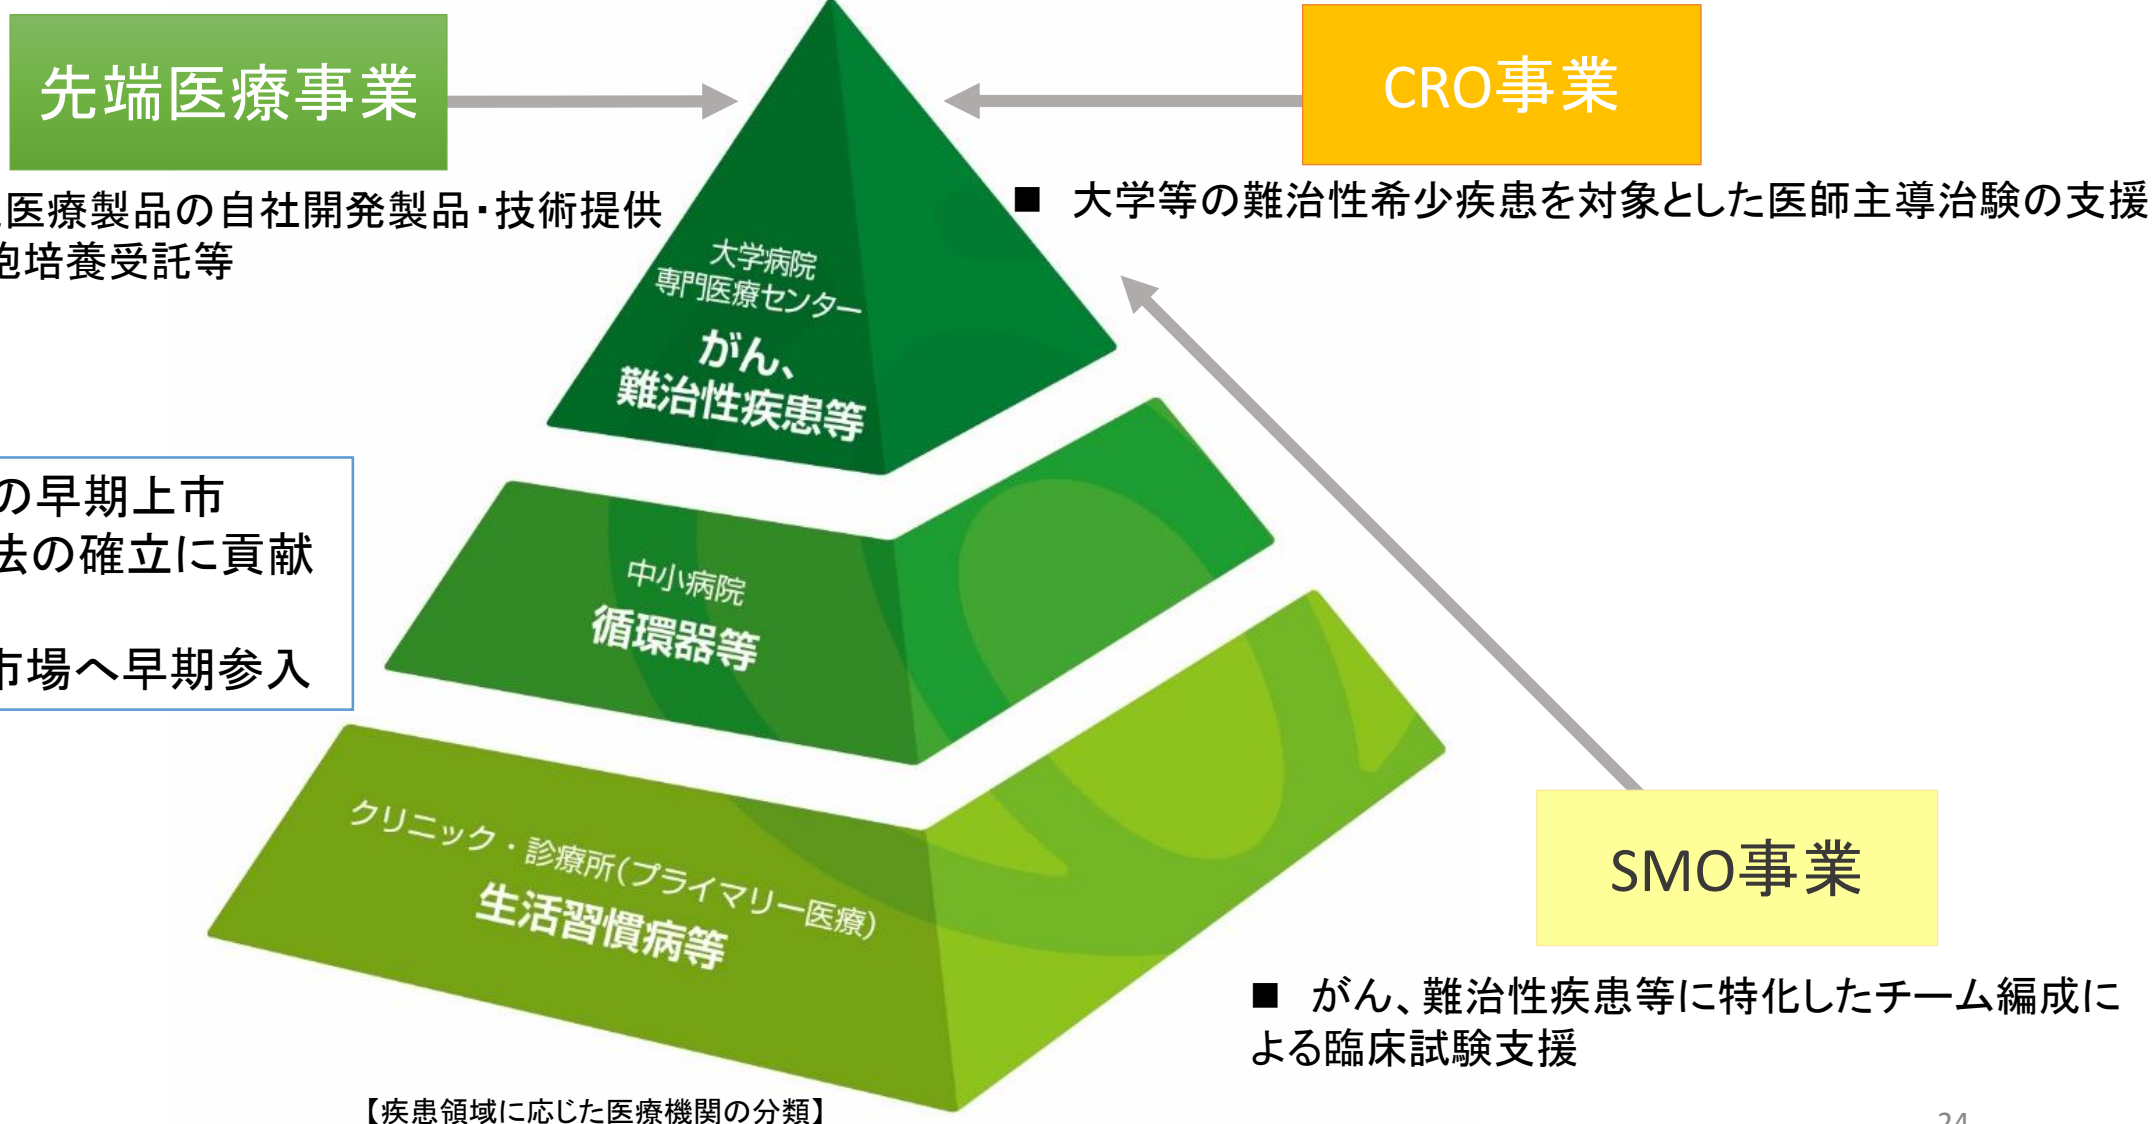 先端医療事業
CRO事業
医療製品の自社開発製品・技術提供
培養受託等
■ 大学等の難治性希少疾患を対象とした医師主導治験の支援
大学病院
専門医療センター
がん、
難治性疾患等
の早期上市
法の確立に貢献
市場へ早期参入
中小病院
循環器等
クリニック・診療所(プライマリー医療)
生活習慣病等
SMO事業
■ がん、難治性疾患等に特化したチーム編成に
よる臨床試験支援
【疾患領域に応じた医療機関の分類】
24